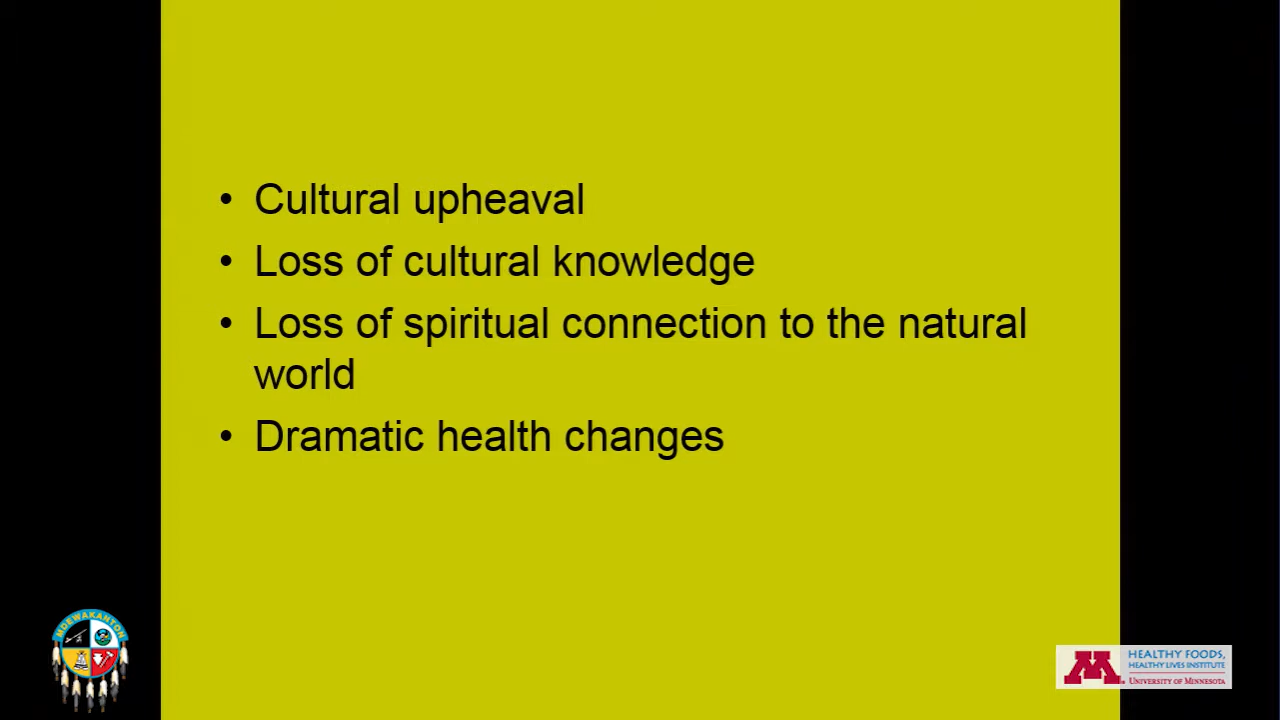 • Cultural upheaval
• Loss of cultural knowledge
• Loss of spiritual connection to the natural
world
• Dramatic health changes
MDEWAKANTON
M.
HEALTHY FOODS,
HEALTHY LIVES INSTITUTE
UNIVERSITY OF MINNESOTA